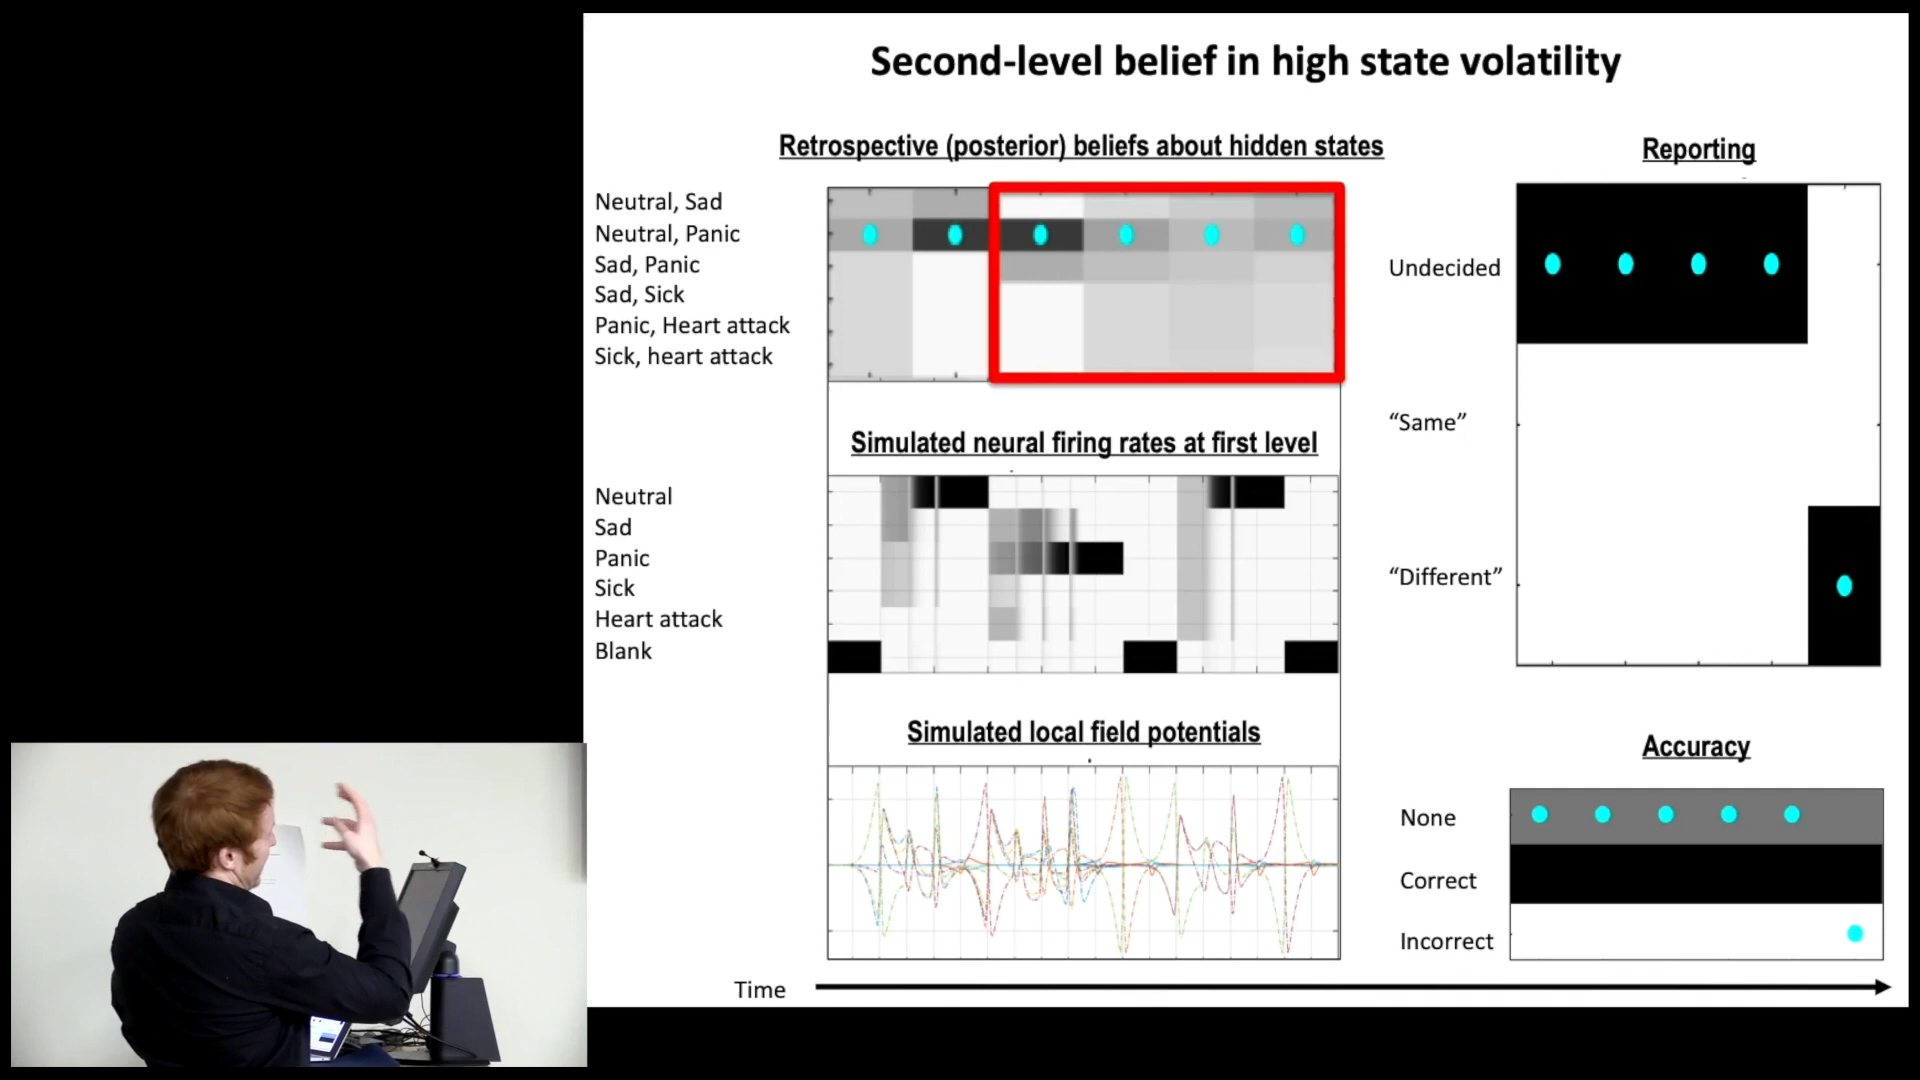 Second-level belief in high state volatility
Retrospective (posterior) beliefs about hidden states
Neutral, Sad
Neutral, Panic
Sad, Panic
Sad, Sick
Panic, Heart attack
Sick, heart attack
Simulated neural firing rates at first level
Neutral
Sad
Panic
Sick
Heart attack
Blank
Simulated local field potentials
Reporting
Undecided
“Same”
“Different”
Accuracy
None
Correct
Incorrect
Time